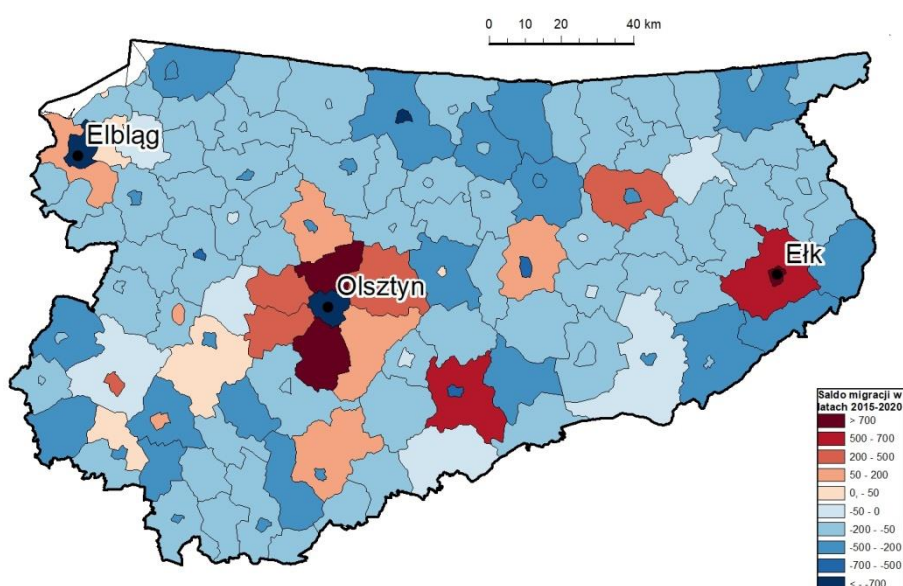 0 10 20 40 km
Elbląg
Olsztyn
Ełk
Saldo migracji w
latach 2015-2020
> 700
500 - 700
200 - 500
50 - 200
0, - 50
-50 - 0
-200 - -50
-500 - -200
-700 - -500
< - -700